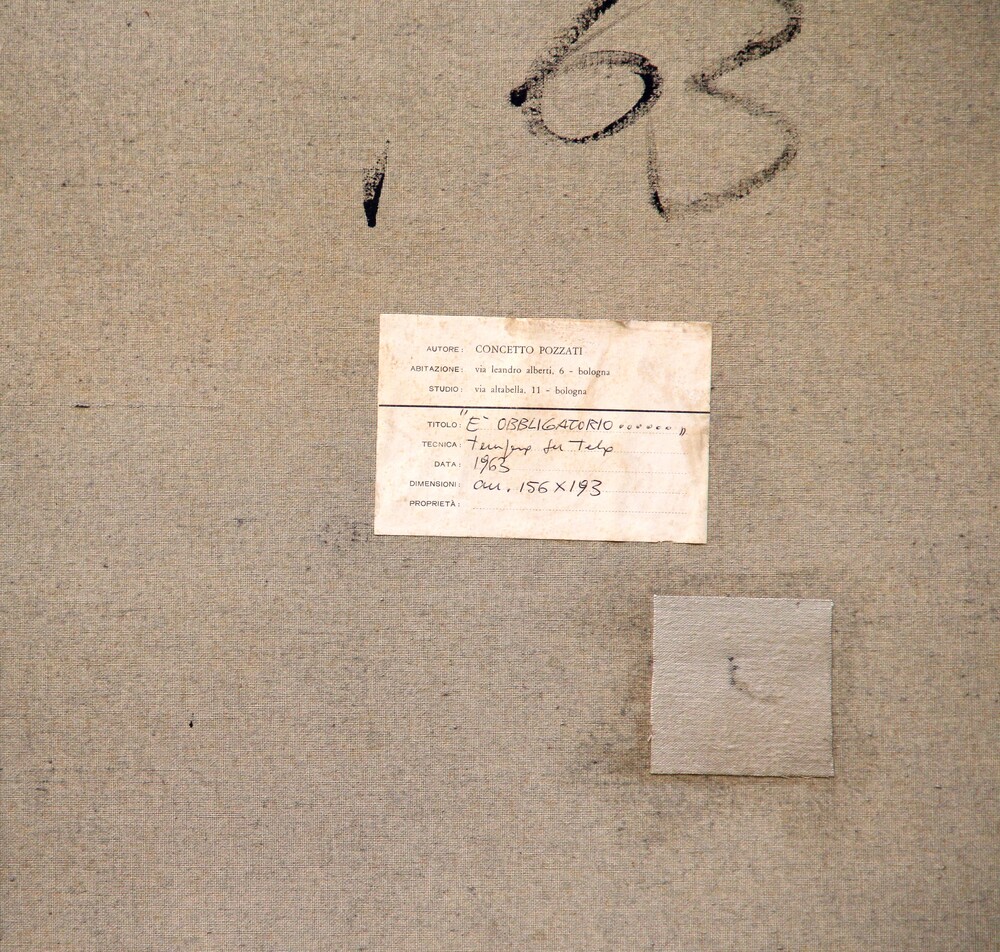 63
AUTORE: CONCETTO POZZATI
ABITAZIONE: via leandro alberti, 6 - bologna
STUDIO: via altabella, 11 - bologna
TITOLO: "E` OBBLIGATORIO ...... "
TECNICA: Tempera su Tela
DATA: 1963
DIMENSIONI: cm. 156 X 193
PROPRIETÀ: